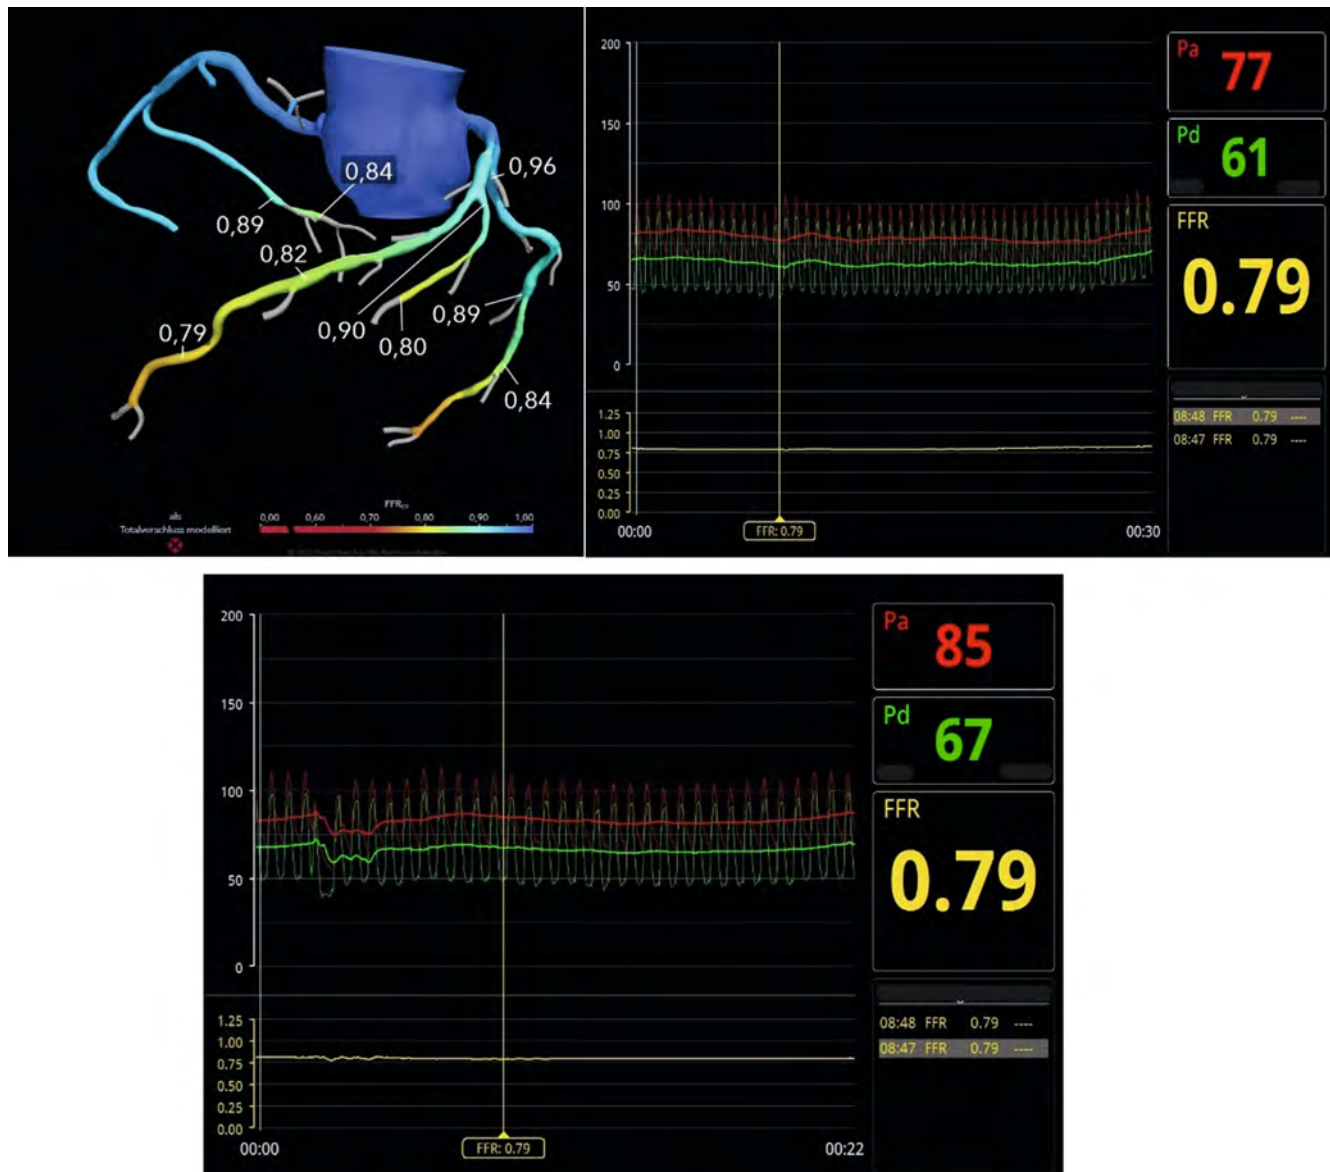 0,96
0,84
0,89
0,82
0,79
0,90
0,80
0,89
0,84
FFR
als
Totalverschluss modelliert
0,00 0,60 0,70 0,80 0,90 1,00
200
150
100
50
0
1.25
1.00
0.75
0.50
0.25
0.00
00:00
FFR: 0.79
00:30
Pa
77
Pd
61
FFR
0.79
08:48 FFR 0.79 ----
08:47 FFR 0.79 ----
200
150
100
50
0
1.25
1.00
0.75
0.50
0.25
0.00
00:00
FFR: 0.79
00:22
Pa
85
Pd
67
FFR
0.79
08:48 FFR 0.79 ----
08:47 FFR 0.79 ----